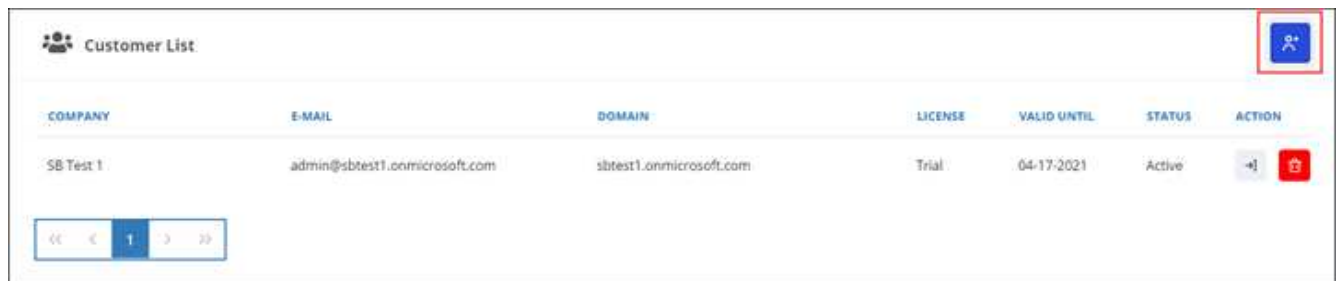 Customer List
COMPANY E-MAIL DOMAIN LICENSE VALID UNTIL STATUS ACTION
SB Test 1 admin@sbtest1.onmicrosoft.com sbtest1.onmicrosoft.com Trial 04-17-2021 Active
1